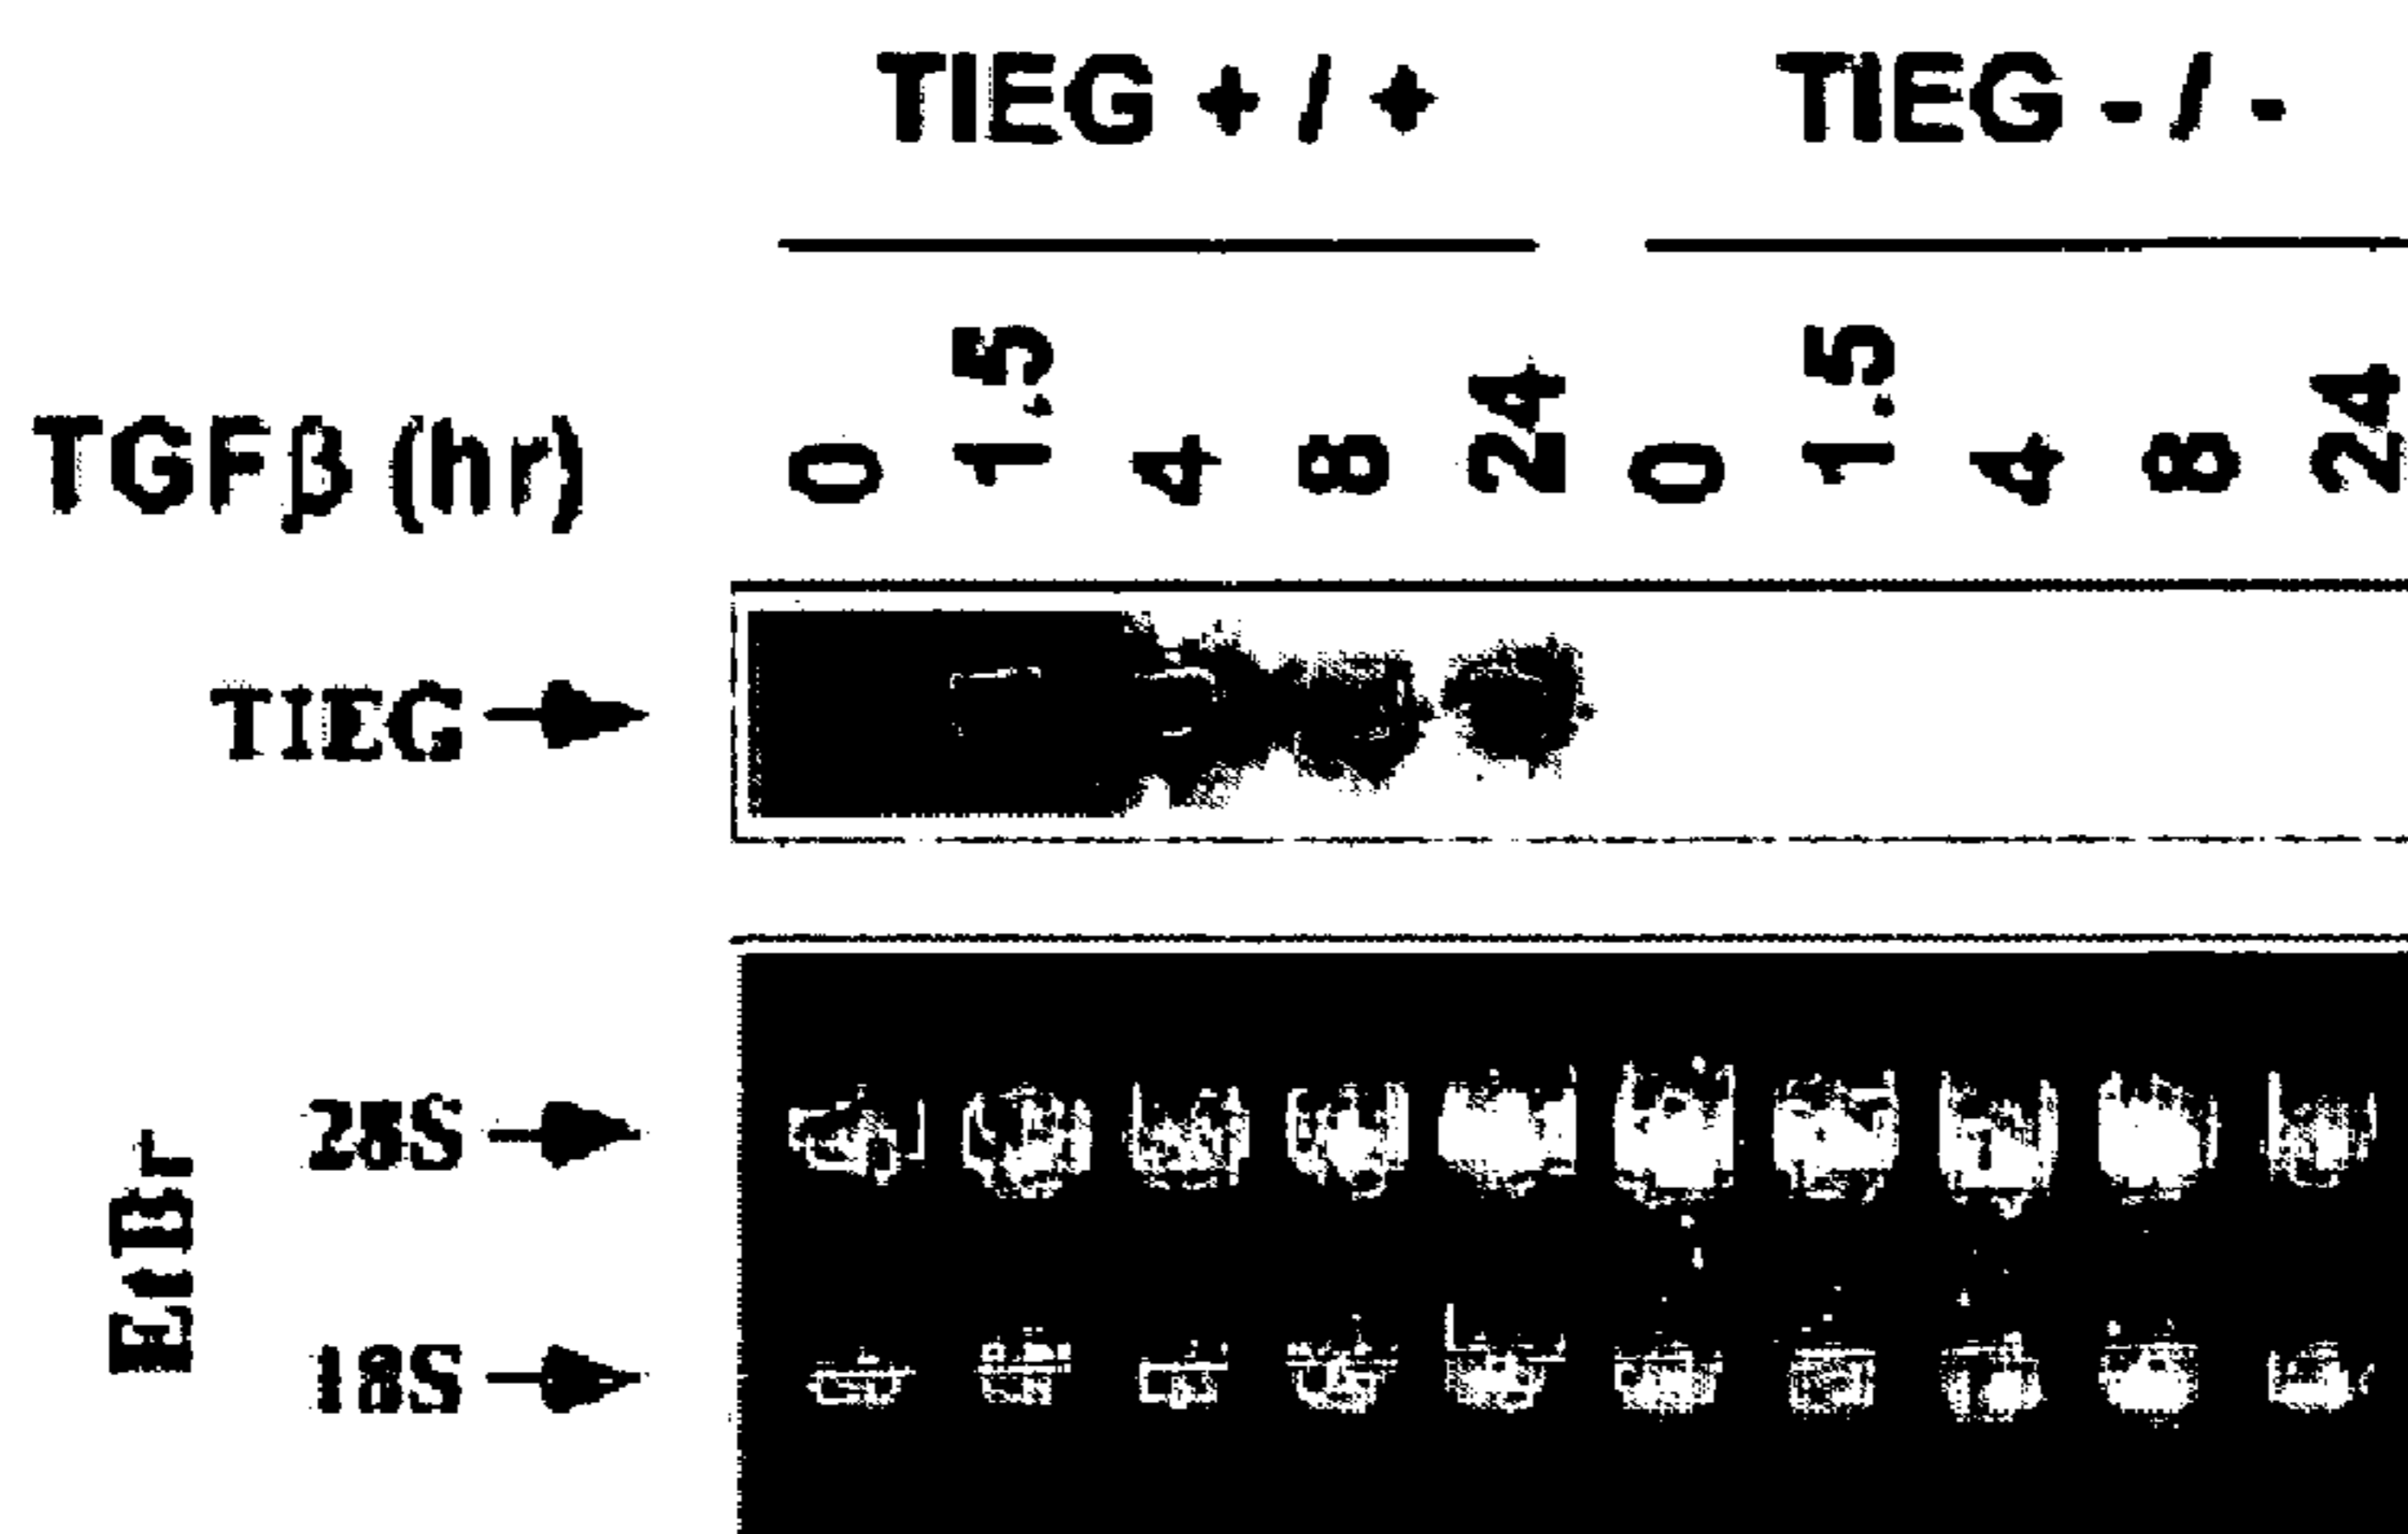 TIEG + / + TIEG - / -
TGFβ (hr) 0 1.5 4 8 24 0 1.5 4 8 24
TIEG
28S
EtBr
18S